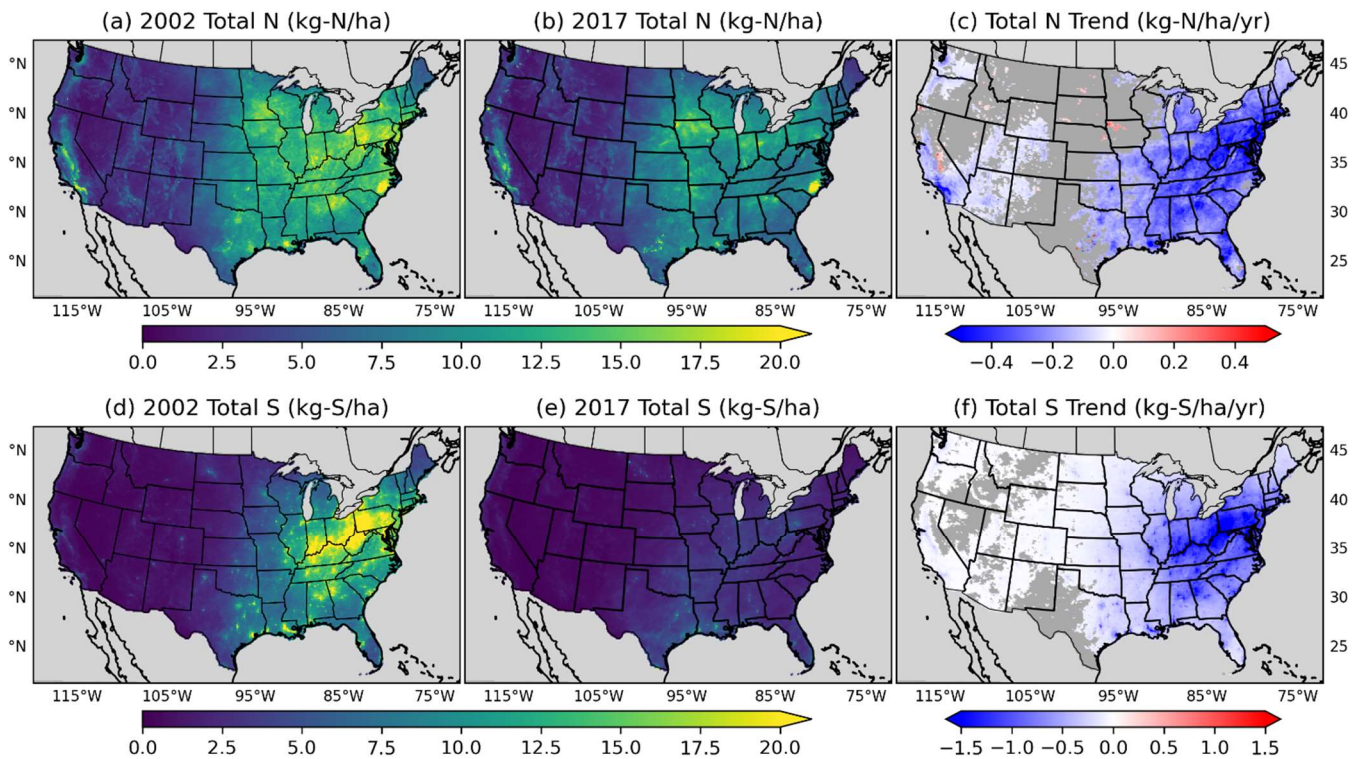 (a) 2002 Total N (kg-N/ha) (b) 2017 Total N (kg-N/ha) (c) Total N Trend (kg-N/ha/yr)
°N °N 45
°N °N 40
°N °N 35
°N °N 30
°N °N 25
115°W 105°W 95°W 85°W 75°W 115°W 105°W 95°W 85°W 75°W 115°W 105°W 95°W 85°W 75°W
0.0 2.5 5.0 7.5 10.0 12.5 15.0 17.5 20.0 −0.4 −0.2 0.0 0.2 0.4
(d) 2002 Total S (kg-S/ha) (e) 2017 Total S (kg-S/ha) (f) Total S Trend (kg-S/ha/yr)
°N °N 45
°N °N 40
°N °N 35
°N °N 30
°N °N 25
115°W 105°W 95°W 85°W 75°W 115°W 105°W 95°W 85°W 75°W 115°W 105°W 95°W 85°W 75°W
0.0 2.5 5.0 7.5 10.0 12.5 15.0 17.5 20.0 −1.5 −1.0 −0.5 0.0 0.5 1.0 1.5